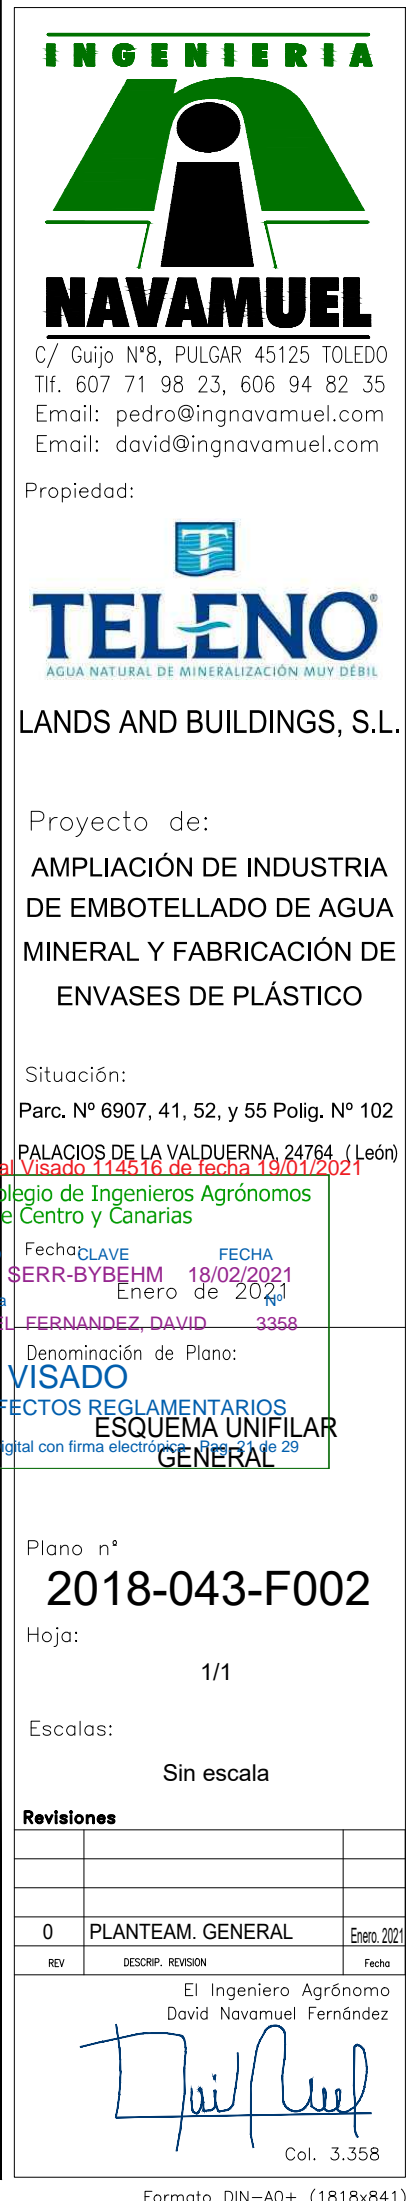 INGENIERIA
NAVAMUEL
C/ Guijo Nº8, PULGAR 45125 TOLEDO
Tlf. 607 71 98 23, 606 94 82 35
Email: pedro@ingnavamuel.com
Email: david@ingnavamuel.com
Propiedad:
TELENO®
AGUA NATURAL DE MINERALIZACIÓN MUY DÉBIL
LANDS AND BUILDINGS, S.L.
Proyecto de:
AMPLIACIÓN DE INDUSTRIA
DE EMBOTELLADO DE AGUA
MINERAL Y FABRICACIÓN DE
ENVASES DE PLÁSTICO
Situación:
Parc. Nº 6907, 41, 52, y 55 Polig. Nº 102
PALACIOS DE LA VALDUERNA, 24764 (León)
al Visado 114516 de fecha 19/01/2021
olegio de Ingenieros Agrónomos
e Centro y Canarias
Fecha:
CLAVE FECHA
SERR-BYBEHM 18/02/2021
Enero de 2021
a Nº
EL FERNANDEZ, DAVID 3358
Denominación de Plano:
VISADO
FECTOS REGLAMENTARIOS
ESQUEMA UNIFILAR
igital con firma electrónica Pag. 21 de 29
GENERAL
Plano nº
2018-043-F002
Hoja:
1/1
Escalas:
Sin escala
Revisiones
0 PLANTEAM. GENERAL Enero. 2021
REV DESCRIP. REVISION Fecha
El Ingeniero Agrónomo
David Navamuel Fernández
Col. 3.358
Formato DIN-A0+ (1818x841)